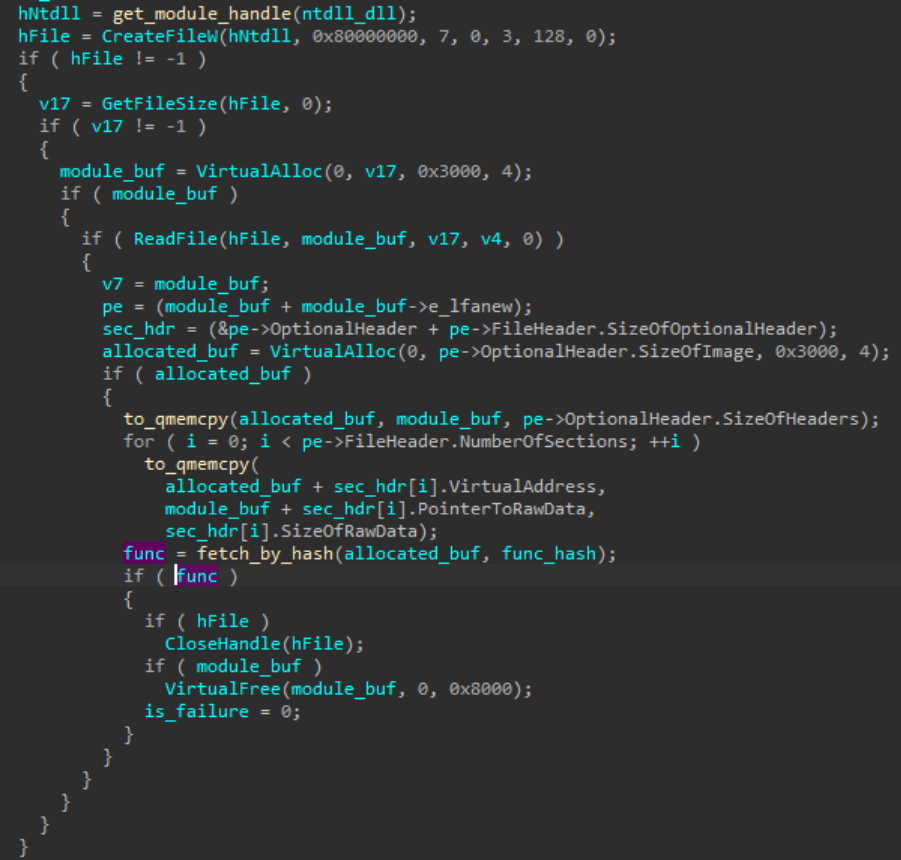 hNtdll = get_module_handle(ntdll_dll);
hFile = CreateFileW(hNtdll, 0x80000000, 7, 0, 3, 128, 0);
if ( hFile != -1 )
{
  v17 = GetFileSize(hFile, 0);
  if ( v17 != -1 )
  {
    module_buf = VirtualAlloc(0, v17, 0x3000, 4);
    if ( module_buf )
    {
      if ( ReadFile(hFile, module_buf, v17, v4, 0) )
      {
        v7 = module_buf;
        pe = (module_buf + module_buf->e_lfanew);
        sec_hdr = (&pe->OptionalHeader + pe->FileHeader.SizeOfOptionalHeader);
        allocated_buf = VirtualAlloc(0, pe->OptionalHeader.SizeOfImage, 0x3000, 4);
        if ( allocated_buf )
        {
          to_qmemcpy(allocated_buf, module_buf, pe->OptionalHeader.SizeOfHeaders);
          for ( i = 0; i < pe->FileHeader.NumberOfSections; ++i )
            to_qmemcpy(
              allocated_buf + sec_hdr[i].VirtualAddress,
              module_buf + sec_hdr[i].PointerToRawData,
              sec_hdr[i].SizeOfRawData);
          func = fetch_by_hash(allocated_buf, func_hash);
          if ( func )
          {
            if ( hFile )
              CloseHandle(hFile);
            if ( module_buf )
              VirtualFree(module_buf, 0, 0x8000);
            is_failure = 0;
          }
        }
      }
    }
  }
}